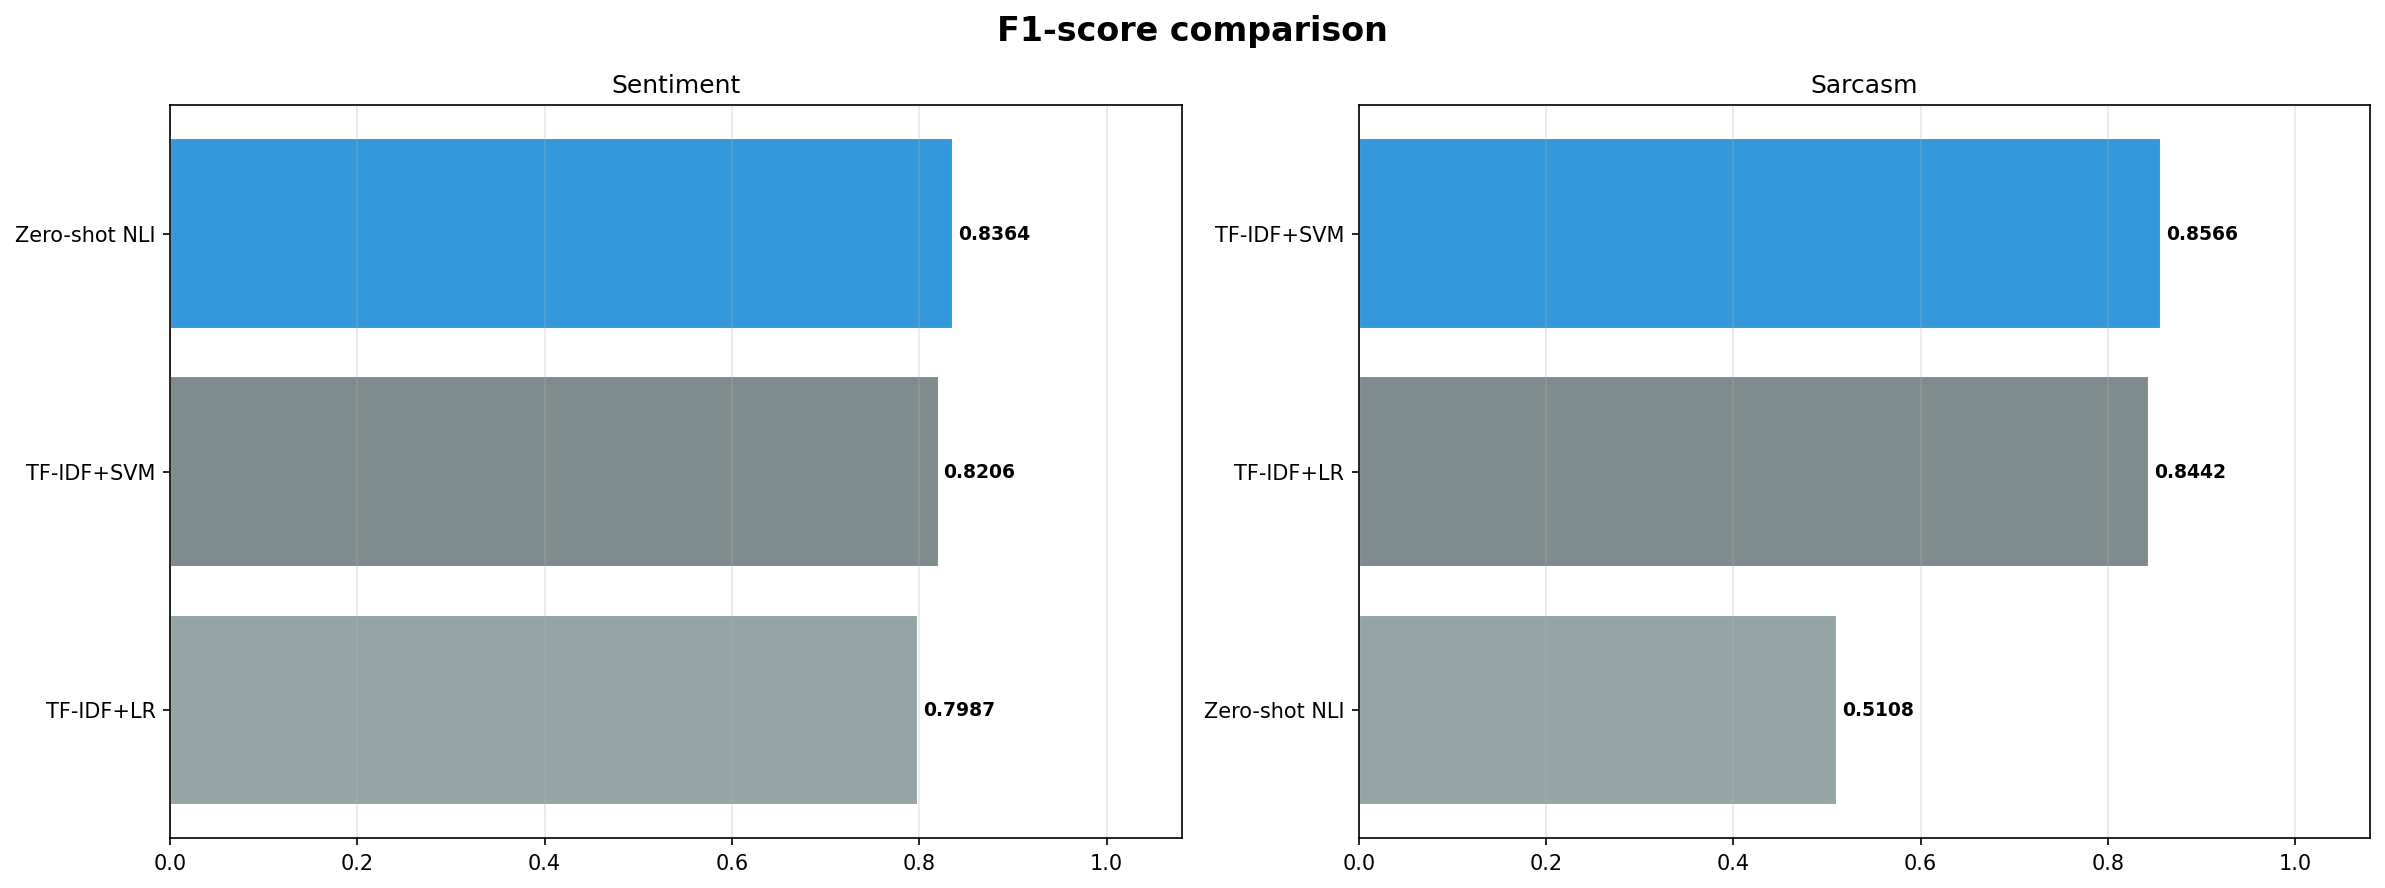 F1-score comparison
Sentiment
Zero-shot NLI
0.8364
TF-IDF+SVM
0.8206
TF-IDF+LR
0.7987
0.0 0.2 0.4 0.6 0.8 1.0
Sarcasm
TF-IDF+SVM
0.8566
TF-IDF+LR
0.8442
Zero-shot NLI
0.5108
0.0 0.2 0.4 0.6 0.8 1.0